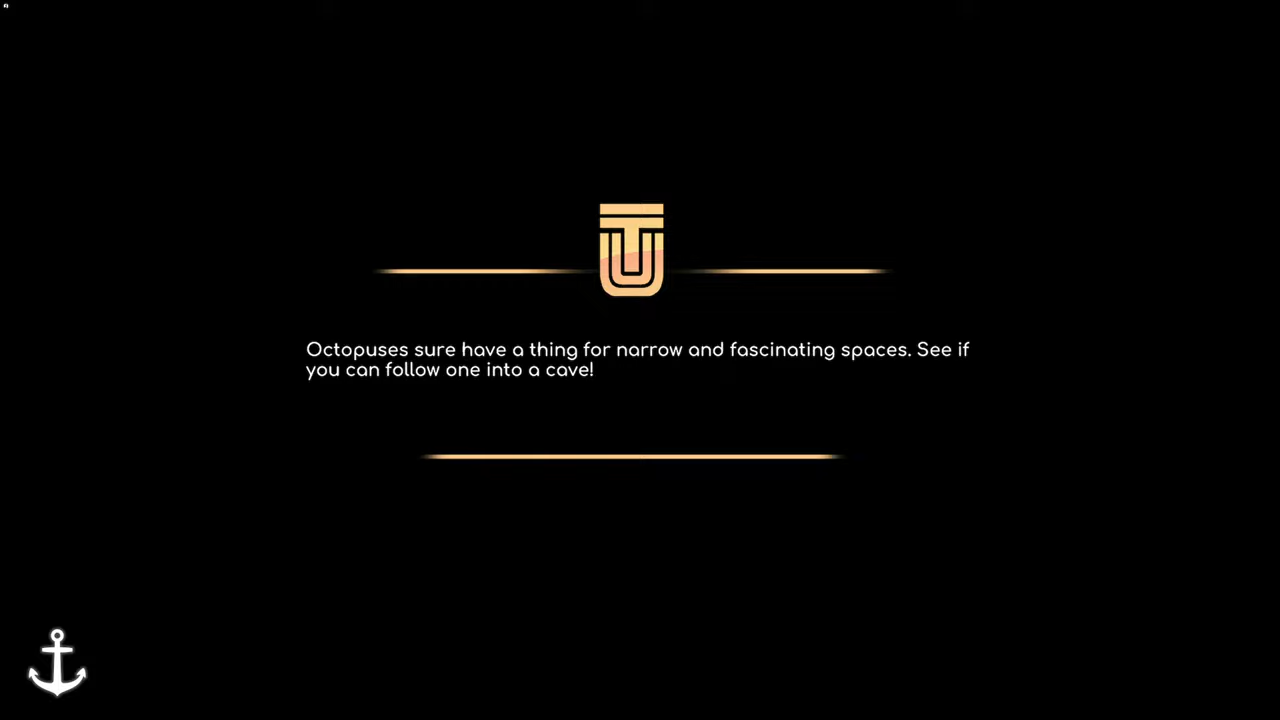 Octopuses sure have a thing for narrow and fascinating spaces. See if
you can follow one into a cave!